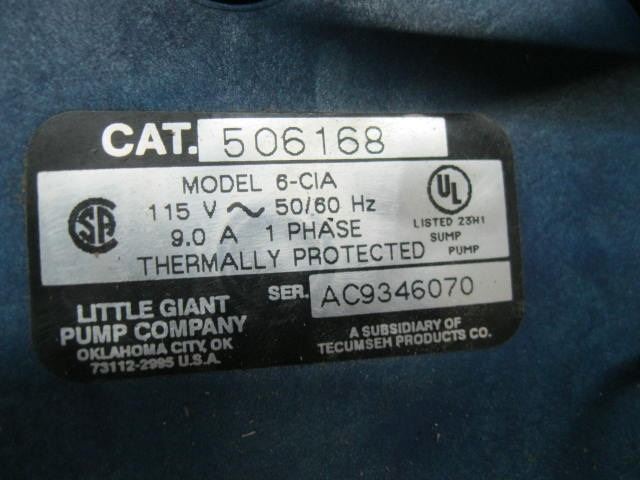 CAT. 506168
MODEL 6-CIA
115 V ~ 50/60 Hz
9.0 A 1 PHASE
THERMALLY PROTECTED
SA
UL
LISTED 23H1
SUMP
PUMP
SER. AC9346070
LITTLE GIANT
PUMP COMPANY
OKLAHOMA CITY, OK
73112-2995 U.S.A.
A SUBSIDIARY OF
TECUMSEH PRODUCTS CO.